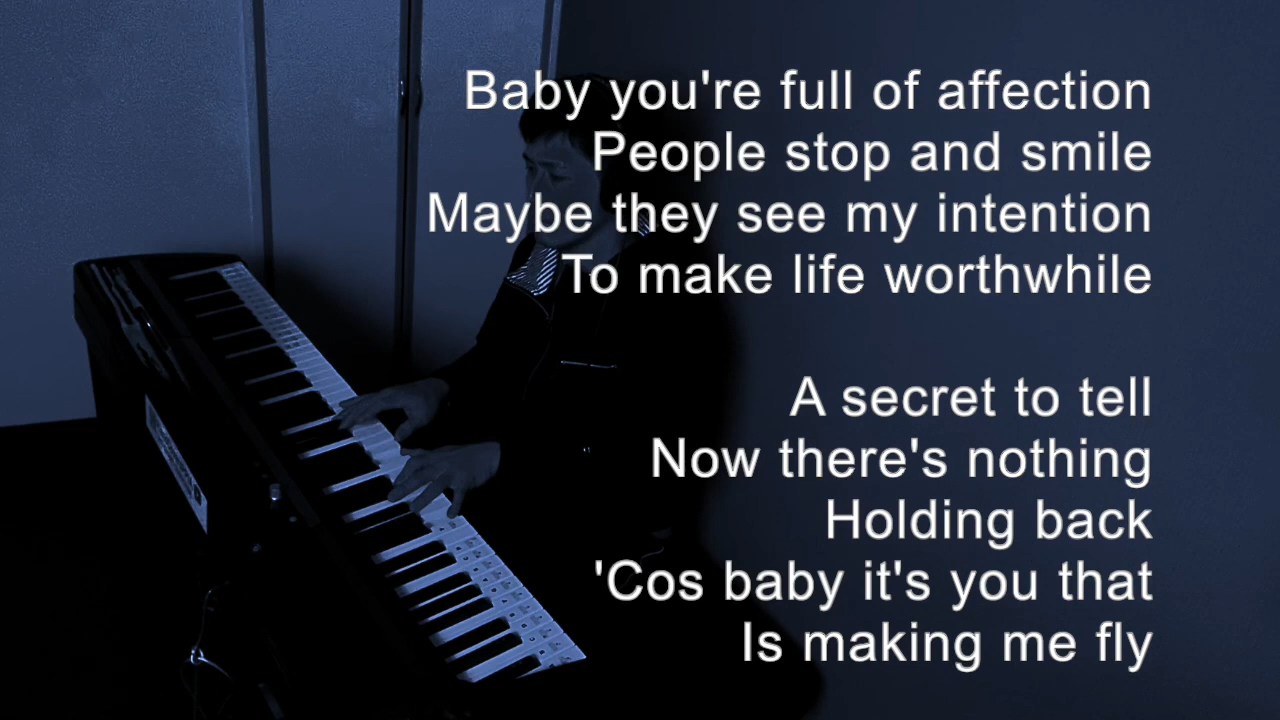 Baby you're full of affection
People stop and smile
Maybe they see my intention
To make life worthwhile
A secret to tell
Now there's nothing
Holding back
'Cos baby it's you that
Is making me fly